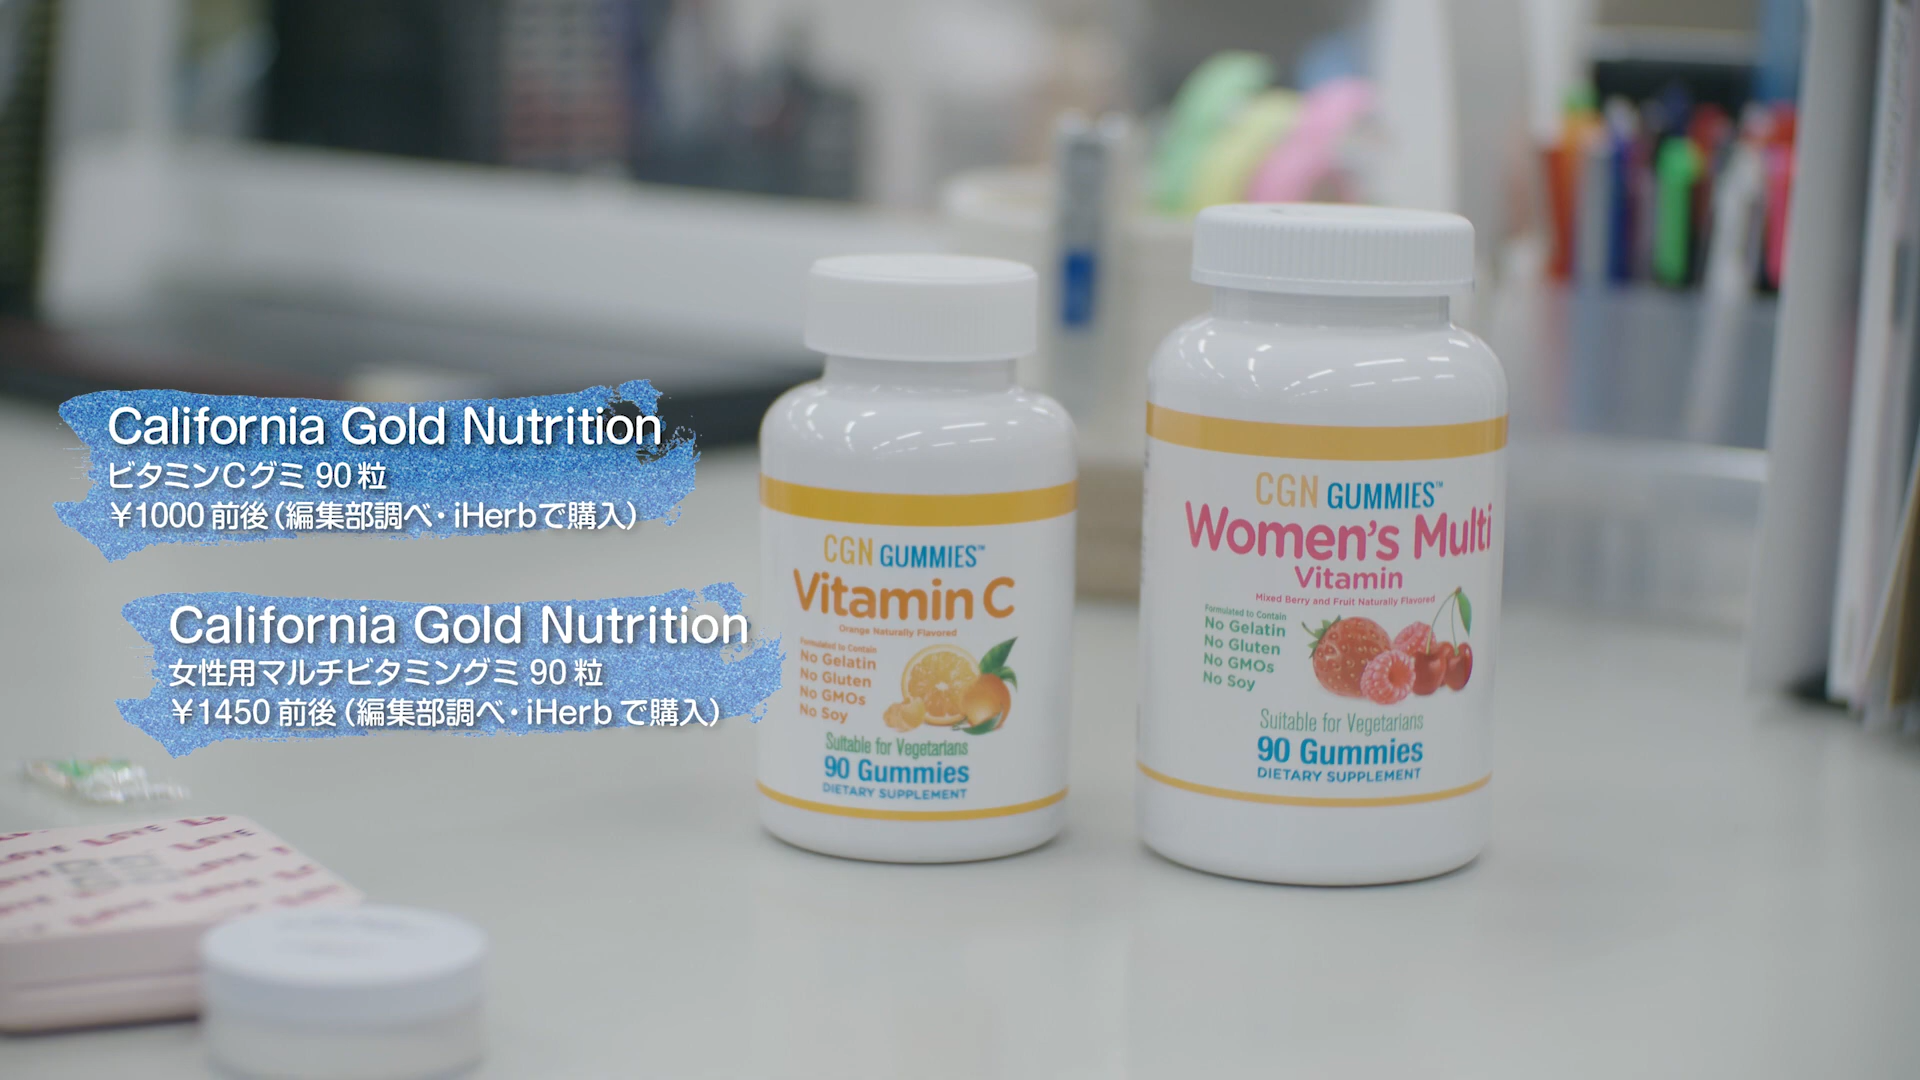 California Gold Nutrition
ビタミンCグミ 90粒
¥1000前後（編集部調べ・iHerbで購入）
California Gold Nutrition
女性用マルチビタミングミ 90粒
¥1450前後（編集部調べ・iHerbで購入）
CGN GUMMIES™
Vitamin C
Orange Naturally Flavored
Formulated to Contain
No Gelatin
No Gluten
No GMOs
No Soy
Suitable for Vegetarians
90 Gummies
DIETARY SUPPLEMENT
CGN GUMMIES™
Women's Multi
Vitamin
Mixed Berry and Fruit Naturally Flavored
Formulated to Contain
No Gelatin
No Gluten
No GMOs
No Soy
Suitable for Vegetarians
90 Gummies
DIETARY SUPPLEMENT